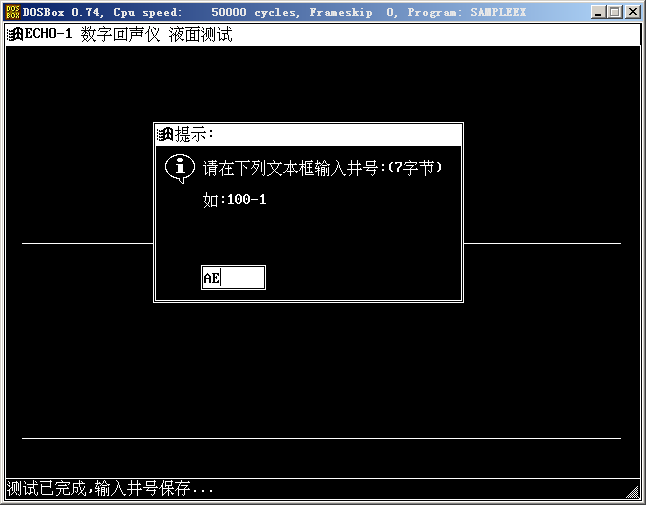 DOSBox 0.74, Cpu speed: 50000 cycles, Frameskip 0, Program: SAMPLEEX
ECHO-1 数字回声仪 液面测试
提示:
请在下列文本框输入井号:(7字节)
如:100-1
AE
测试已完成,输入井号保存...